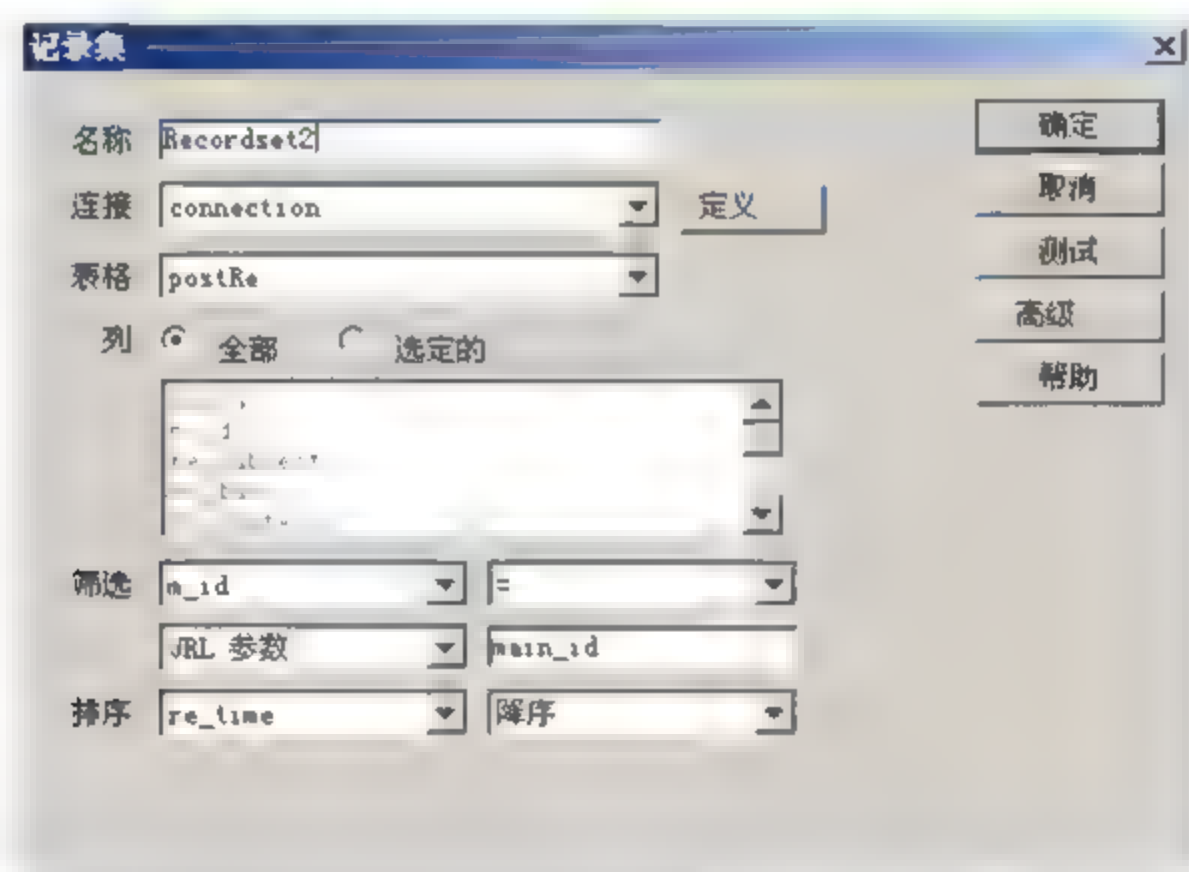 记录集
名称 Recordset2 确定
连接 connection 定义 取消
表格 postRe 测试
列 全部 选定的 高级
帮助
筛选 m_id =
URL 参数 main_id
排序 re_time 降序